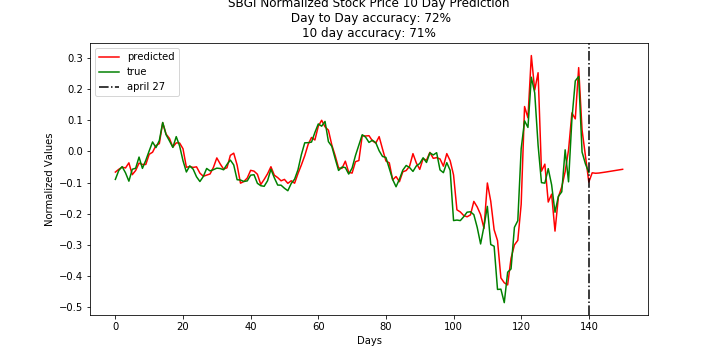 SBGI Normalized Stock Price 10 Day Prediction
Day to Day accuracy: 72%
10 day accuracy: 71%
predicted
true
april 27
Normalized Values
0.3
0.2
0.1
0.0
−0.1
−0.2
−0.3
−0.4
−0.5
0 20 40 60 80 100 120 140
Days